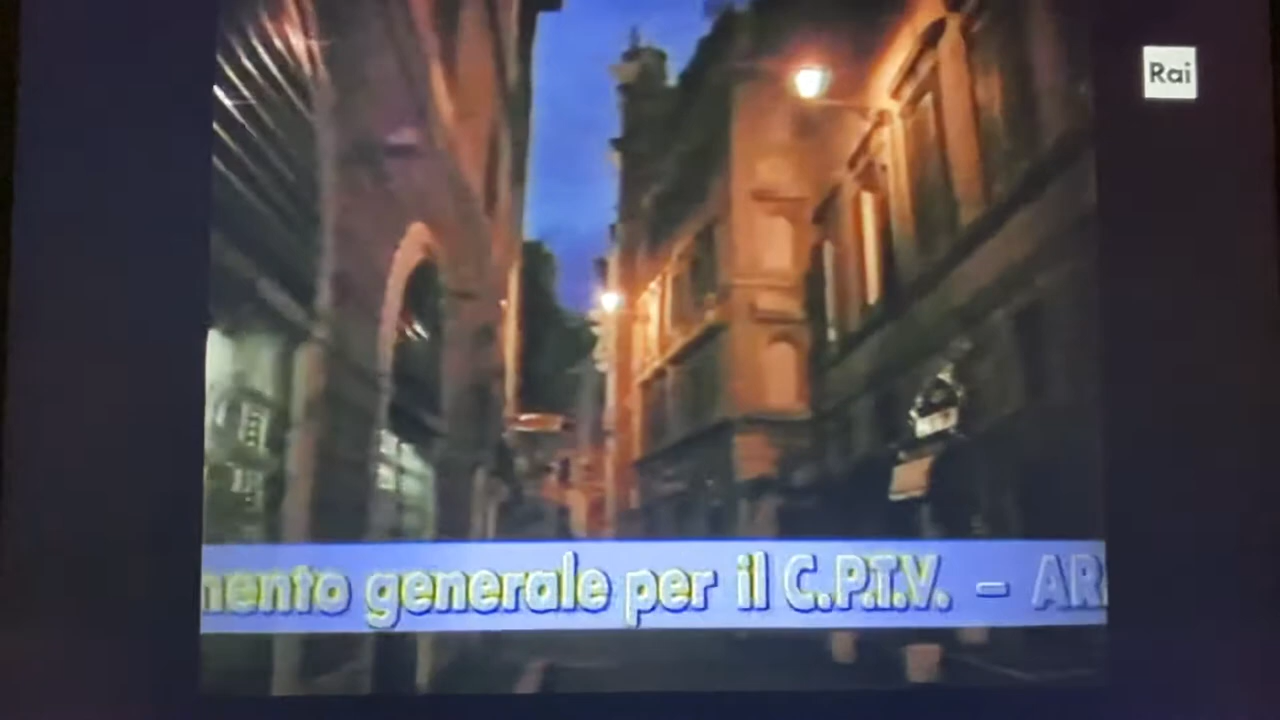 Rai
mento generale per il C.P.T.V. – AR